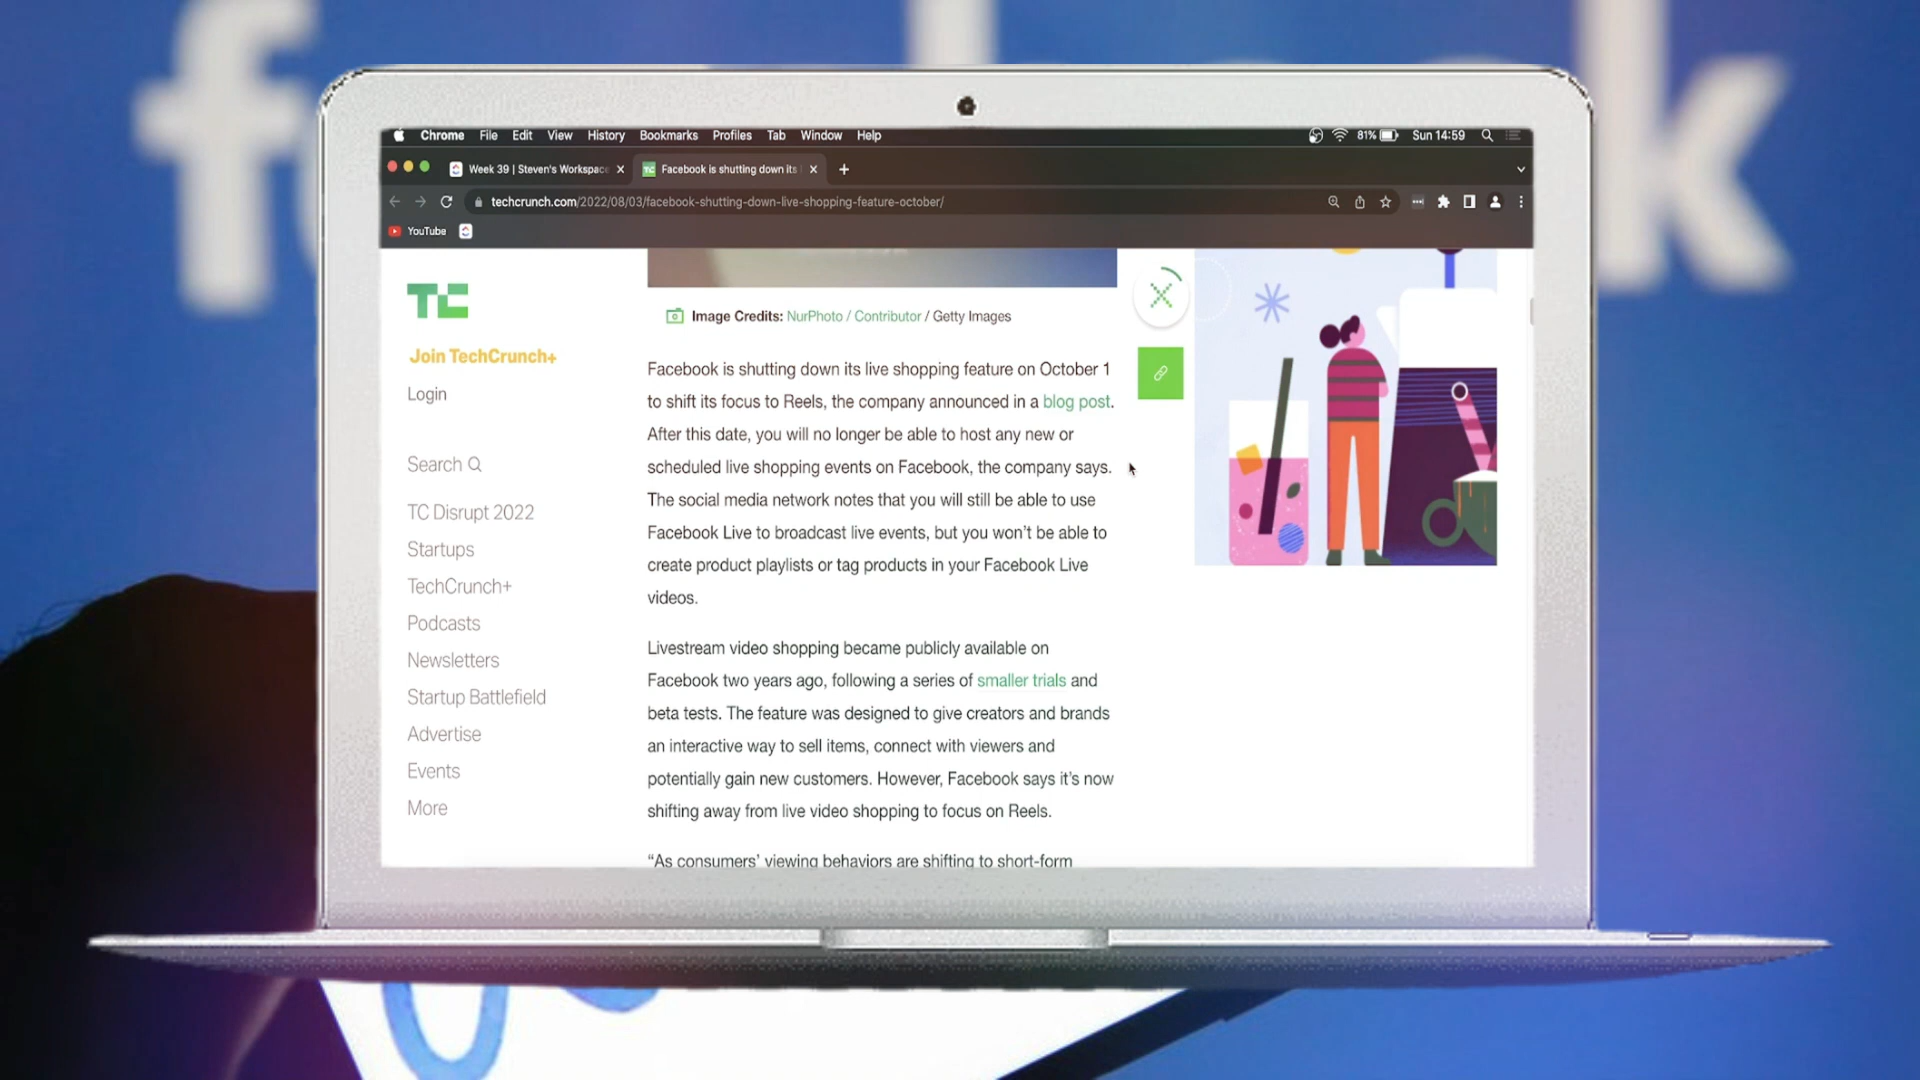 facebook
Chrome File Edit View History Bookmarks Profiles Tab Window Help
81% Sun 14:59
Week 39 | Steven's Workspace
Facebook is shutting down its
techcrunch.com/2022/08/03/facebook-shutting-down-live-shopping-feature-october/
YouTube
TC
Join TechCrunch+
Login
Search
TC Disrupt 2022
Startups
TechCrunch+
Podcasts
Newsletters
Startup Battlefield
Advertise
Events
More
Image Credits: NurPhoto / Contributor / Getty Images
Facebook is shutting down its live shopping feature on October 1
to shift its focus to Reels, the company announced in a blog post.
After this date, you will no longer be able to host any new or
scheduled live shopping events on Facebook, the company says.
The social media network notes that you will still be able to use
Facebook Live to broadcast live events, but you won't be able to
create product playlists or tag products in your Facebook Live
videos.
Livestream video shopping became publicly available on
Facebook two years ago, following a series of smaller trials and
beta tests. The feature was designed to give creators and brands
an interactive way to sell items, connect with viewers and
potentially gain new customers. However, Facebook says it's now
shifting away from live video shopping to focus on Reels.
“As consumers’ viewing behaviors are shifting to short-form